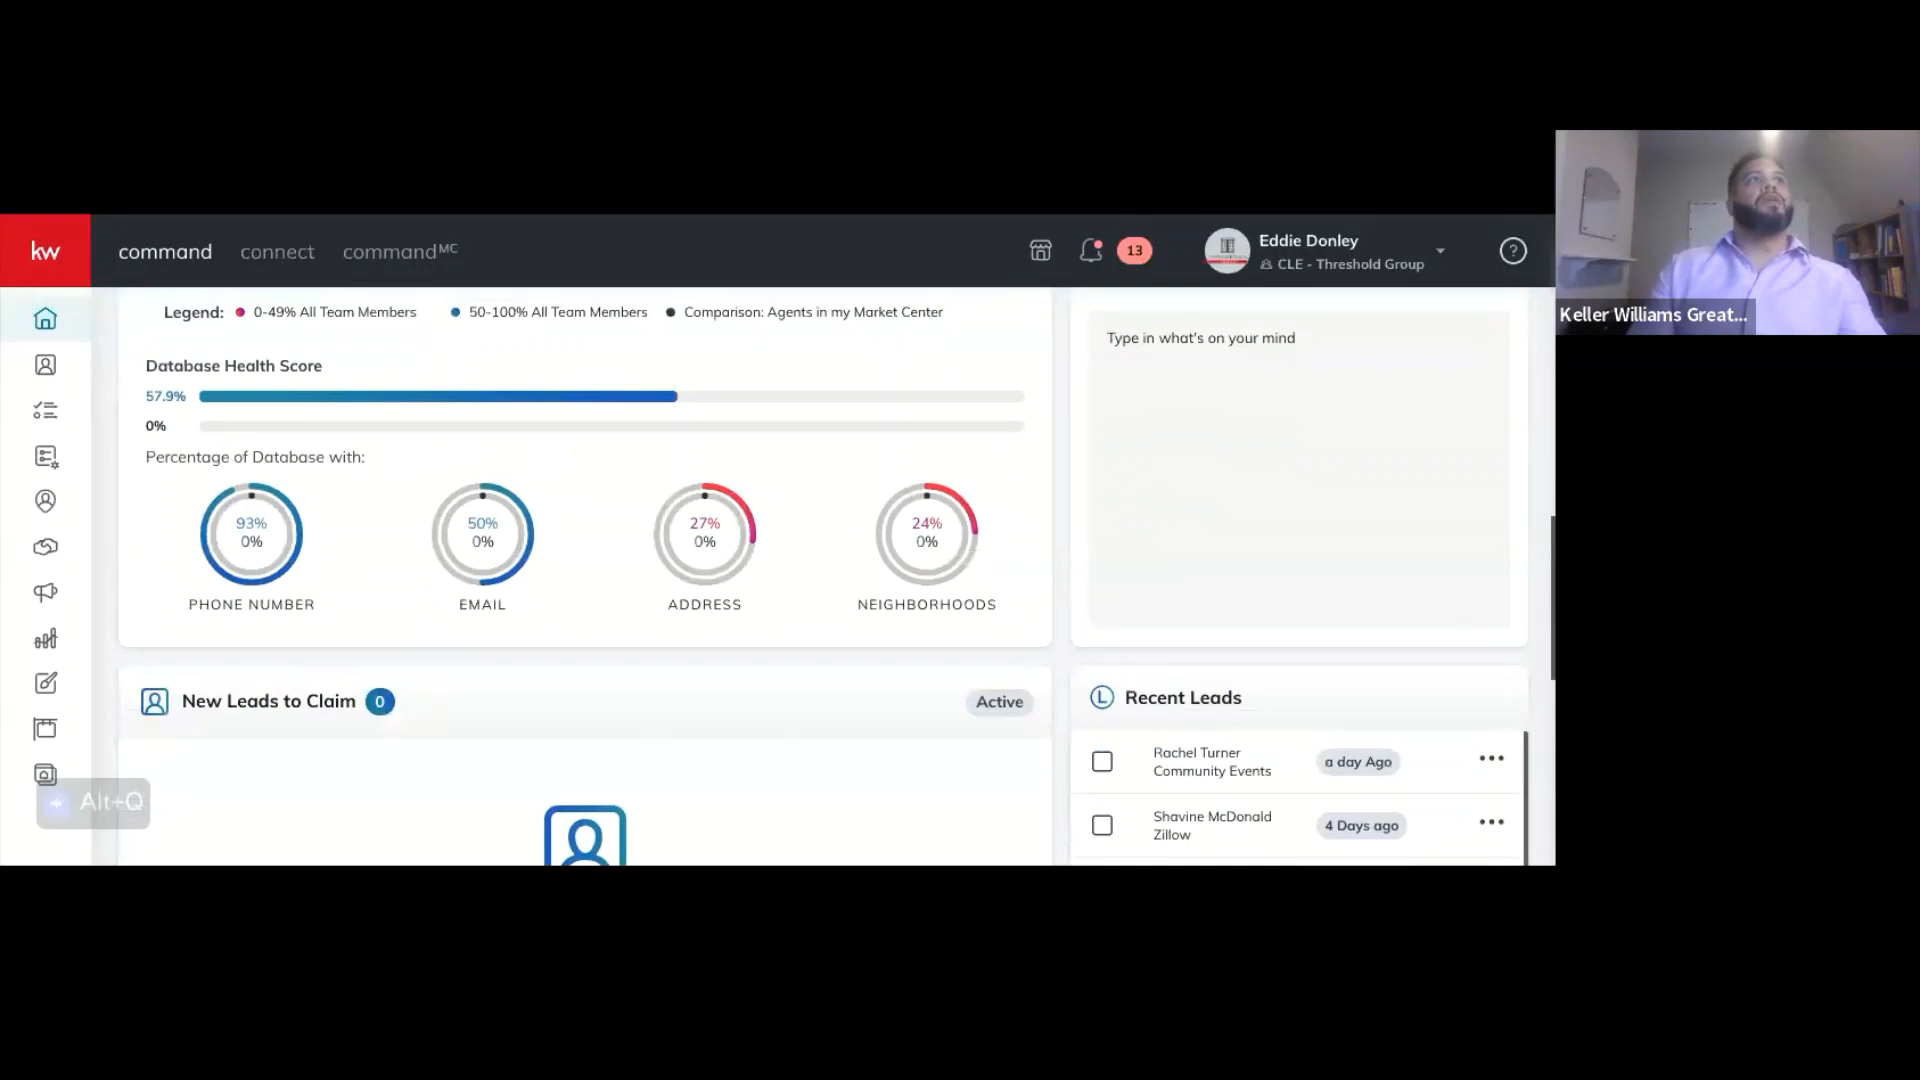 kw
command connect commandMC
13
Eddie Donley
CLE - Threshold Group
?
Legend: 0-49% All Team Members 50-100% All Team Members Comparison: Agents in my Market Center
Database Health Score
57.9%
0%
Percentage of Database with:
93% 50% 27% 24%
0% 0% 0% 0%
PHONE NUMBER EMAIL ADDRESS NEIGHBORHOODS
Type in what's on your mind
New Leads to Claim 0 Active
Recent Leads
Rachel Turner
Community Events
a day Ago
Shavine McDonald
Zillow
4 Days ago
Alt+Q
Keller Williams Great...